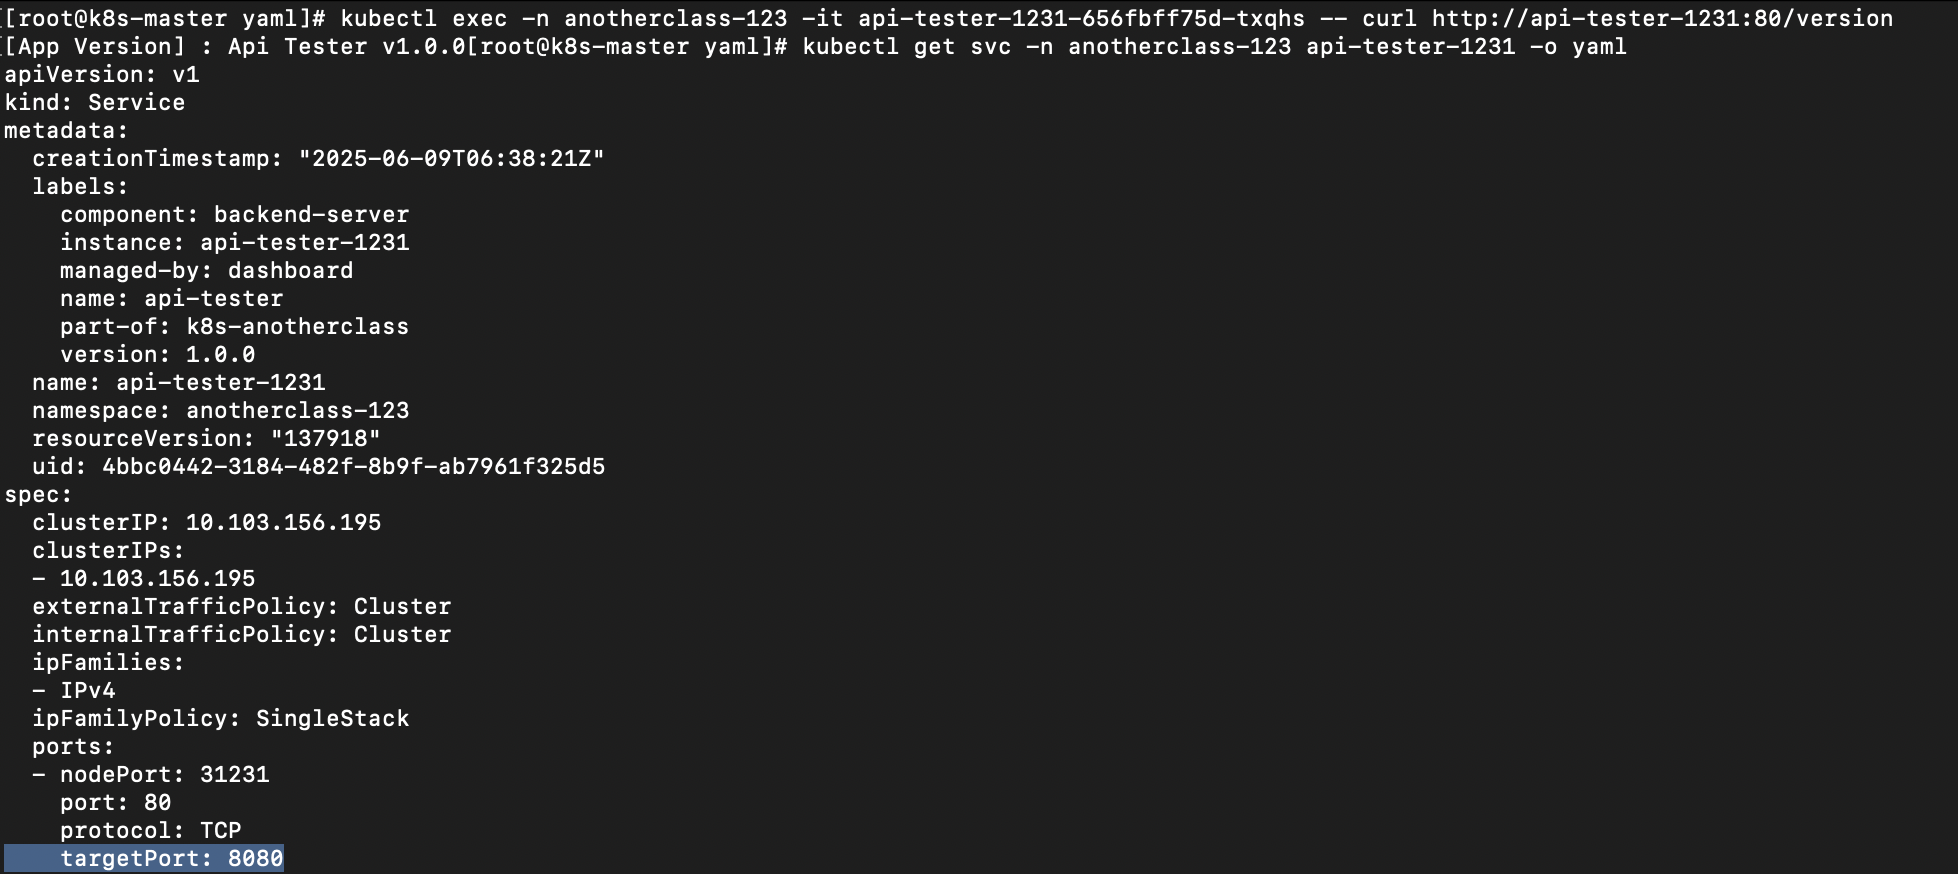 [root@k8s-master yaml]# kubectl exec -n anotherclass-123 -it api-tester-1231-656fbff75d-txqhs -- curl http://api-tester-1231:80/version
[App Version] : Api Tester v1.0.0[root@k8s-master yaml]# kubectl get svc -n anotherclass-123 api-tester-1231 -o yaml
apiVersion: v1
kind: Service
metadata:
  creationTimestamp: "2025-06-09T06:38:21Z"
  labels:
    component: backend-server
    instance: api-tester-1231
    managed-by: dashboard
    name: api-tester
    part-of: k8s-anotherclass
    version: 1.0.0
  name: api-tester-1231
  namespace: anotherclass-123
  resourceVersion: "137918"
  uid: 4bbc0442-3184-482f-8b9f-ab7961f325d5
spec:
  clusterIP: 10.103.156.195
  clusterIPs:
  - 10.103.156.195
  externalTrafficPolicy: Cluster
  internalTrafficPolicy: Cluster
  ipFamilies:
  - IPv4
  ipFamilyPolicy: SingleStack
  ports:
  - nodePort: 31231
    port: 80
    protocol: TCP
    targetPort: 8080